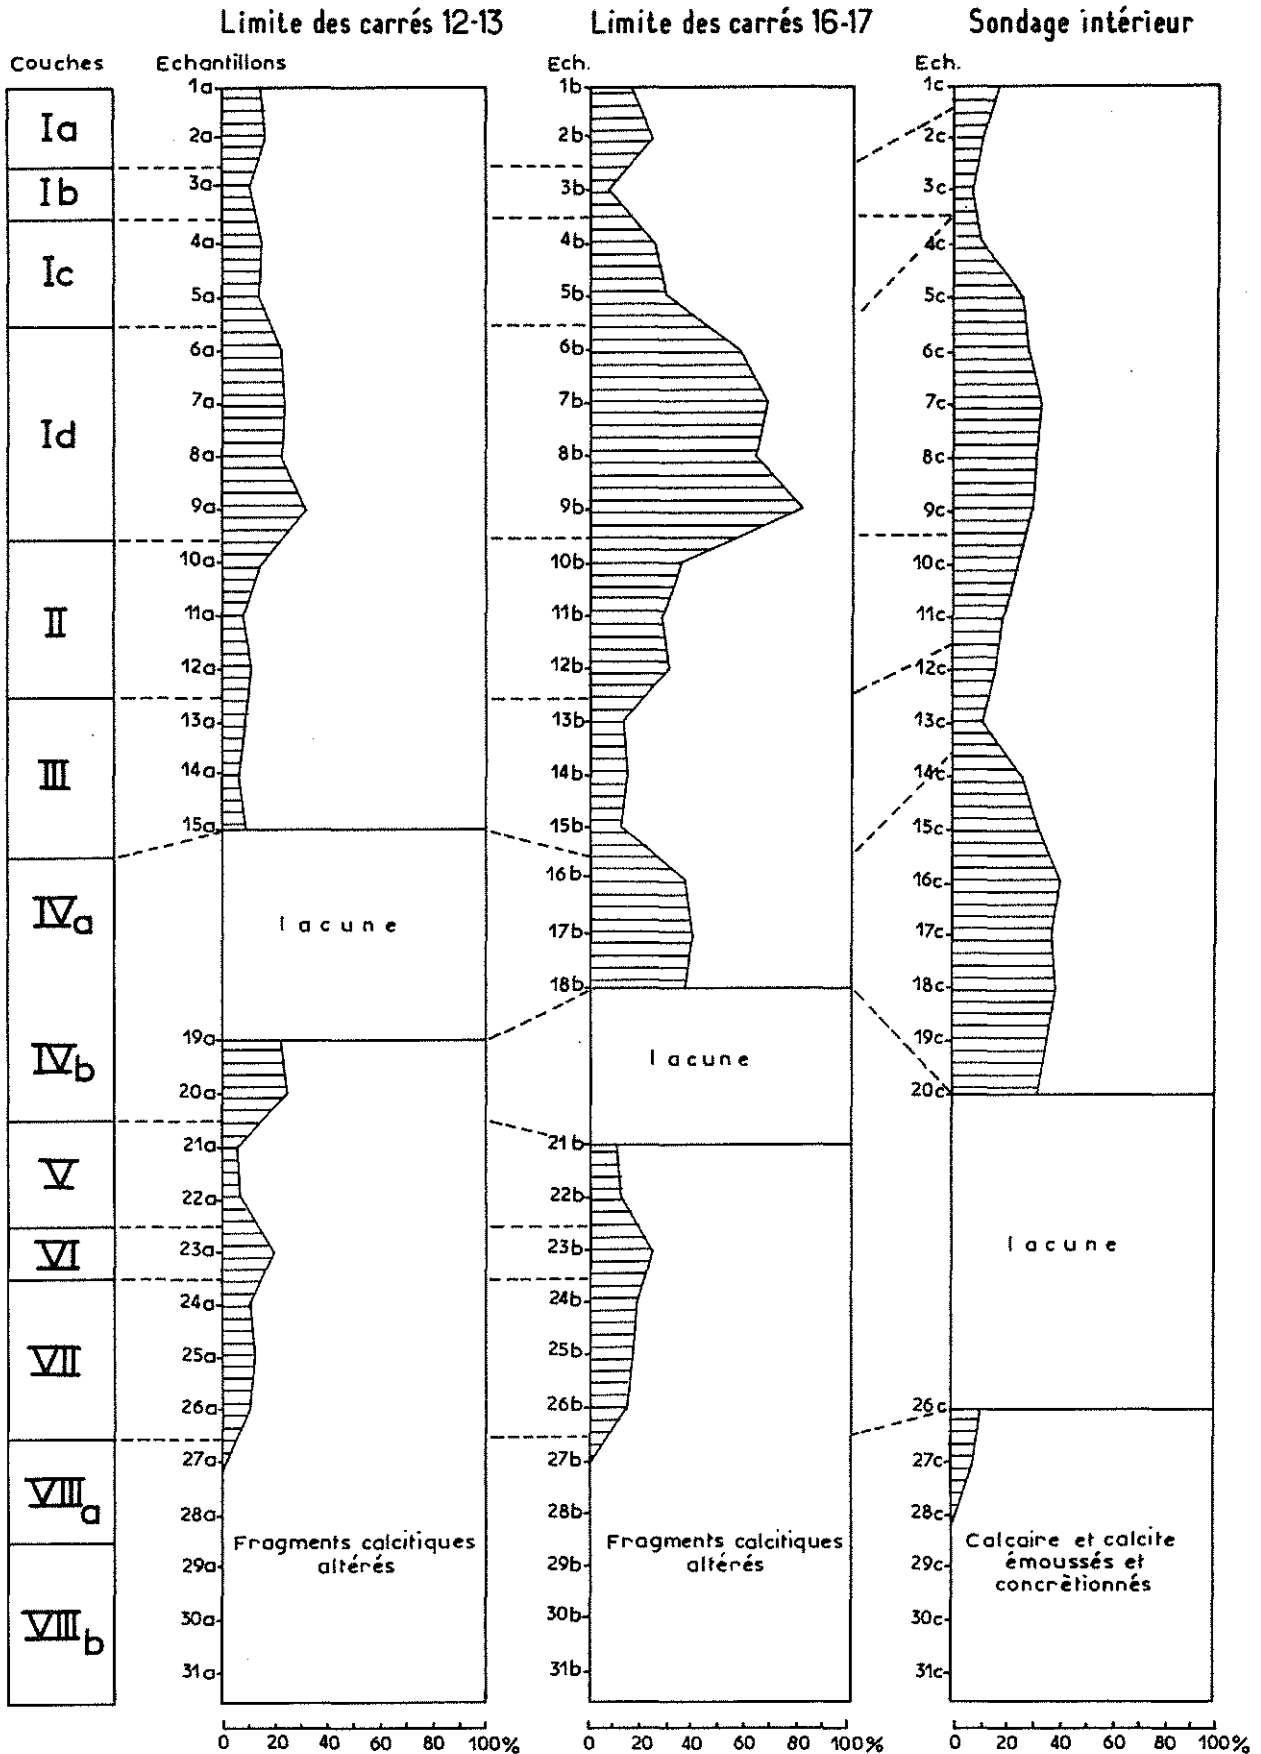 Limite des carrés 12-13
Limite des carrés 16-17
Sondage intérieur
Couches
Echantillons
Ech.
Ech.
Ia
Ib
Ic
Id
II
III
IVa
IVb
V
VI
VII
VIIIa
VIIIb
1a
2a
3a
4a
5a
6a
7a
8a
9a
10a
11a
12a
13a
14a
15a
lacune
19a
20a
21a
22a
23a
24a
25a
26a
27a
28a
Fragments calcitiques
altérés
29a
30a
31a
0 20 40 60 80 100%
1b
2b
3b
4b
5b
6b
7b
8b
9b
10b
11b
12b
13b
14b
15b
16b
17b
18b
lacune
21b
22b
23b
24b
25b
26b
27b
28b
Fragments calcitiques
altérés
29b
30b
31b
0 20 40 60 80 100%
1c
2c
3c
4c
5c
6c
7c
8c
9c
10c
11c
12c
13c
14c
15c
16c
17c
18c
19c
20c
lacune
26c
27c
28c
Calcaire et calcite
émoussés et
concrètionnés
29c
30c
31c
0 20 40 60 80 100%